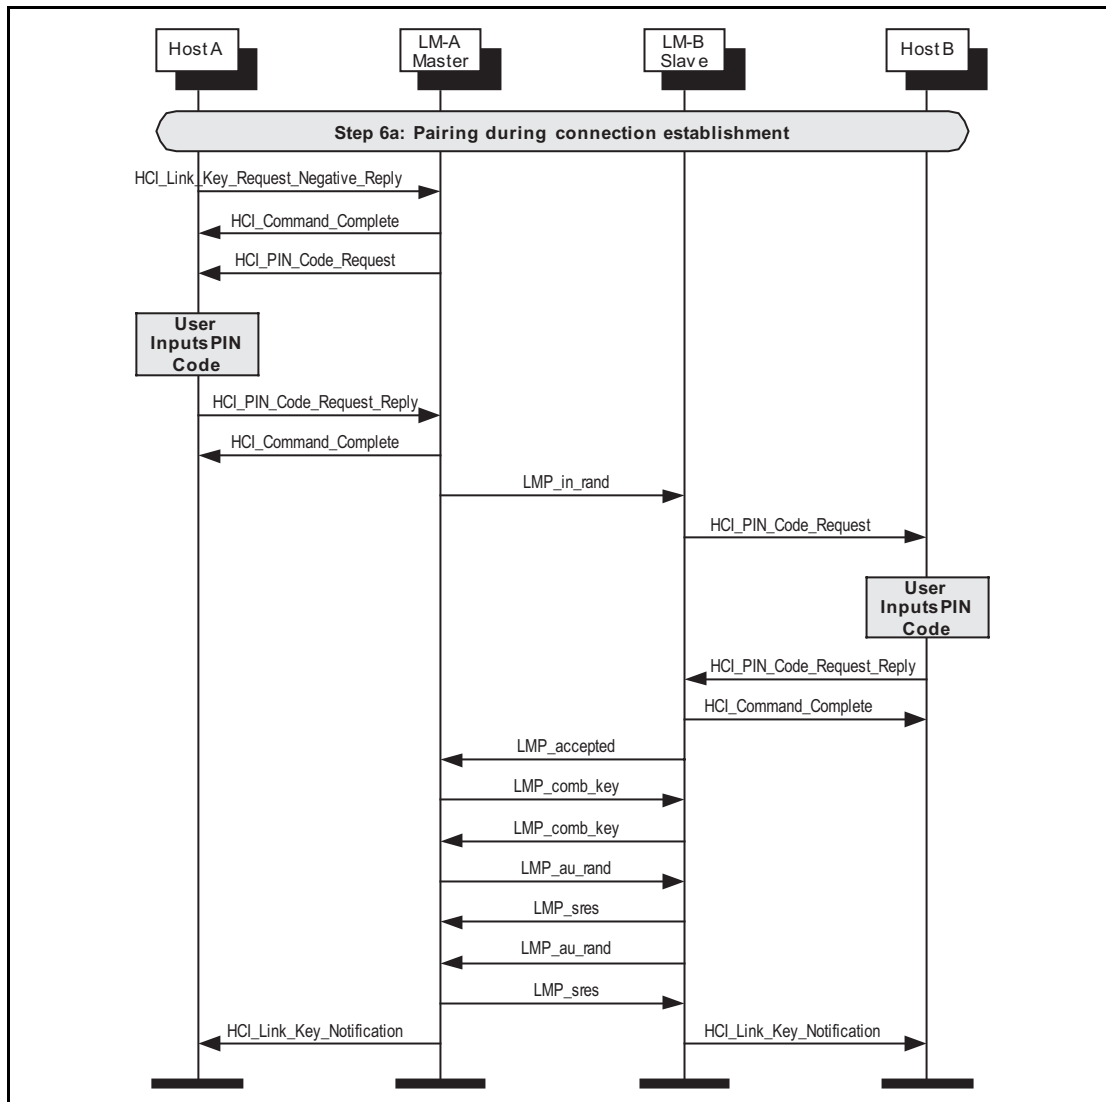 Host A
LM-A
Master
LM-B
Slave
Host B
Step 6a: Pairing during connection establishment
HCI_Link_Key_Request_Negative_Reply
HCI_Command_Complete
HCI_PIN_Code_Request
User
Inputs PIN
Code
HCI_PIN_Code_Request_Reply
HCI_Command_Complete
LMP_in_rand
HCI_PIN_Code_Request
User
Inputs PIN
Code
HCI_PIN_Code_Request_Reply
HCI_Command_Complete
LMP_accepted
LMP_comb_key
LMP_comb_key
LMP_au_rand
LMP_sres
LMP_au_rand
LMP_sres
HCI_Link_Key_Notification
HCI_Link_Key_Notification